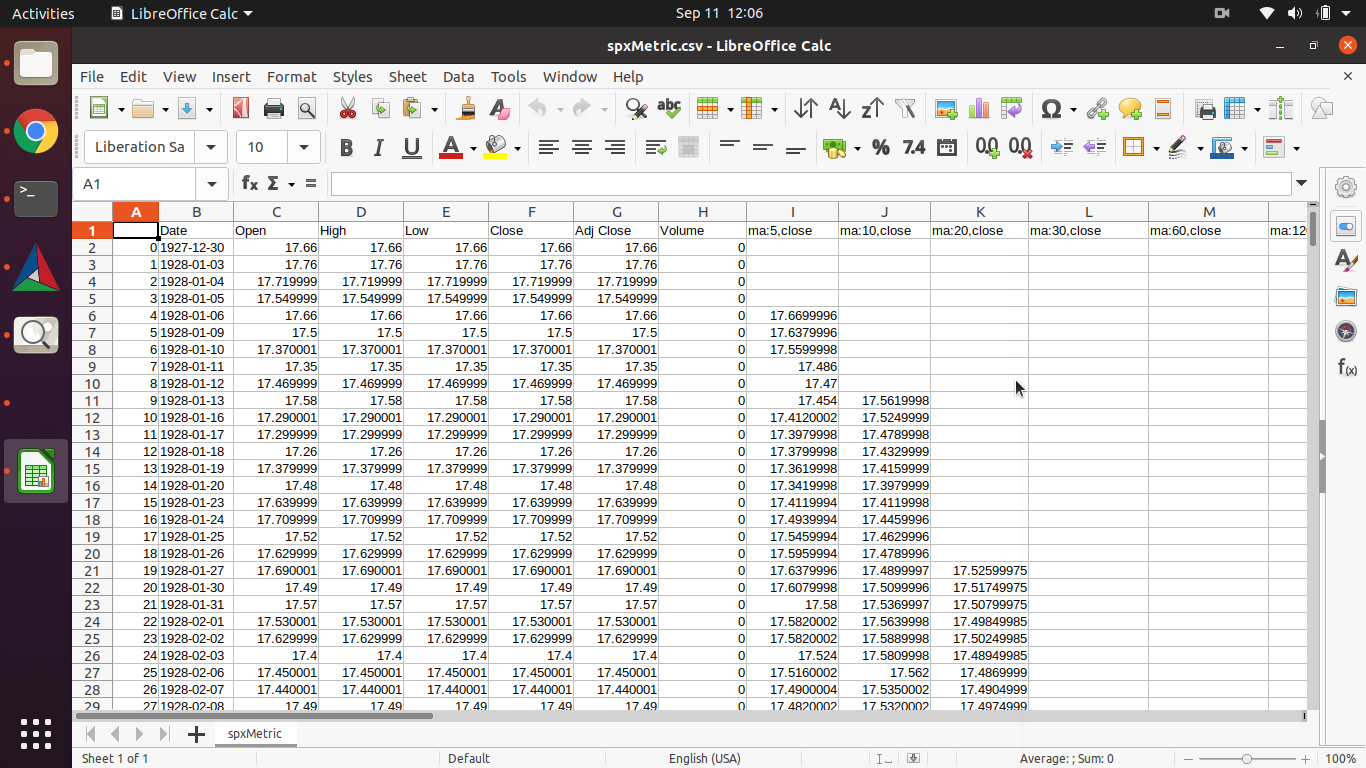 Activities LibreOffice Calc Sep 11 12:06
spxMetric.csv - LibreOffice Calc
File Edit View Insert Format Styles Sheet Data Tools Window Help
Liberation Sa 10
A1
A B C D E F G H I J K L M
1 Date Open High Low Close Adj Close Volume ma:5,close ma:10,close ma:20,close ma:30,close ma:60,close ma:120
2 0 1927-12-30 17.66 17.66 17.66 17.66 17.66 0
3 1 1928-01-03 17.76 17.76 17.76 17.76 17.76 0
4 2 1928-01-04 17.719999 17.719999 17.719999 17.719999 17.719999 0
5 3 1928-01-05 17.549999 17.549999 17.549999 17.549999 17.549999 0
6 4 1928-01-06 17.66 17.66 17.66 17.66 17.66 0 17.6699996
7 5 1928-01-09 17.5 17.5 17.5 17.5 17.5 0 17.6379996
8 6 1928-01-10 17.370001 17.370001 17.370001 17.370001 17.370001 0 17.5599998
9 7 1928-01-11 17.35 17.35 17.35 17.35 17.35 0 17.486
10 8 1928-01-12 17.469999 17.469999 17.469999 17.469999 17.469999 0 17.47
11 9 1928-01-13 17.58 17.58 17.58 17.58 17.58 0 17.454 17.5619998
12 10 1928-01-16 17.290001 17.290001 17.290001 17.290001 17.290001 0 17.4120002 17.5249999
13 11 1928-01-17 17.299999 17.299999 17.299999 17.299999 17.299999 0 17.3979998 17.4789998
14 12 1928-01-18 17.26 17.26 17.26 17.26 17.26 0 17.3799998 17.4329999
15 13 1928-01-19 17.379999 17.379999 17.379999 17.379999 17.379999 0 17.3619998 17.4159999
16 14 1928-01-20 17.48 17.48 17.48 17.48 17.48 0 17.3419998 17.3979999
17 15 1928-01-23 17.639999 17.639999 17.639999 17.639999 17.639999 0 17.4119994 17.4119998
18 16 1928-01-24 17.709999 17.709999 17.709999 17.709999 17.709999 0 17.4939994 17.4459996
19 17 1928-01-25 17.52 17.52 17.52 17.52 17.52 0 17.5459994 17.4629996
20 18 1928-01-26 17.629999 17.629999 17.629999 17.629999 17.629999 0 17.5959994 17.4789996
21 19 1928-01-27 17.690001 17.690001 17.690001 17.690001 17.690001 0 17.6379996 17.4899997 17.52599975
22 20 1928-01-30 17.49 17.49 17.49 17.49 17.49 0 17.6079998 17.5099996 17.51749975
23 21 1928-01-31 17.57 17.57 17.57 17.57 17.57 0 17.58 17.5369997 17.50799975
24 22 1928-02-01 17.530001 17.530001 17.530001 17.530001 17.530001 0 17.5820002 17.5639998 17.49849985
25 23 1928-02-02 17.629999 17.629999 17.629999 17.629999 17.629999 0 17.5820002 17.5889998 17.50249985
26 24 1928-02-03 17.4 17.4 17.4 17.4 17.4 0 17.524 17.5809998 17.48949985
27 25 1928-02-06 17.450001 17.450001 17.450001 17.450001 17.450001 0 17.5160002 17.562 17.4869999
28 26 1928-02-07 17.440001 17.440001 17.440001 17.440001 17.440001 0 17.4900004 17.5350002 17.4904999
29 27 1928-02-08 17.49 17.49 17.49 17.49 17.49 0 17.4820002 17.5320002 17.4974999
spxMetric
Sheet 1 of 1 Default English (USA) Average: ; Sum: 0 100%